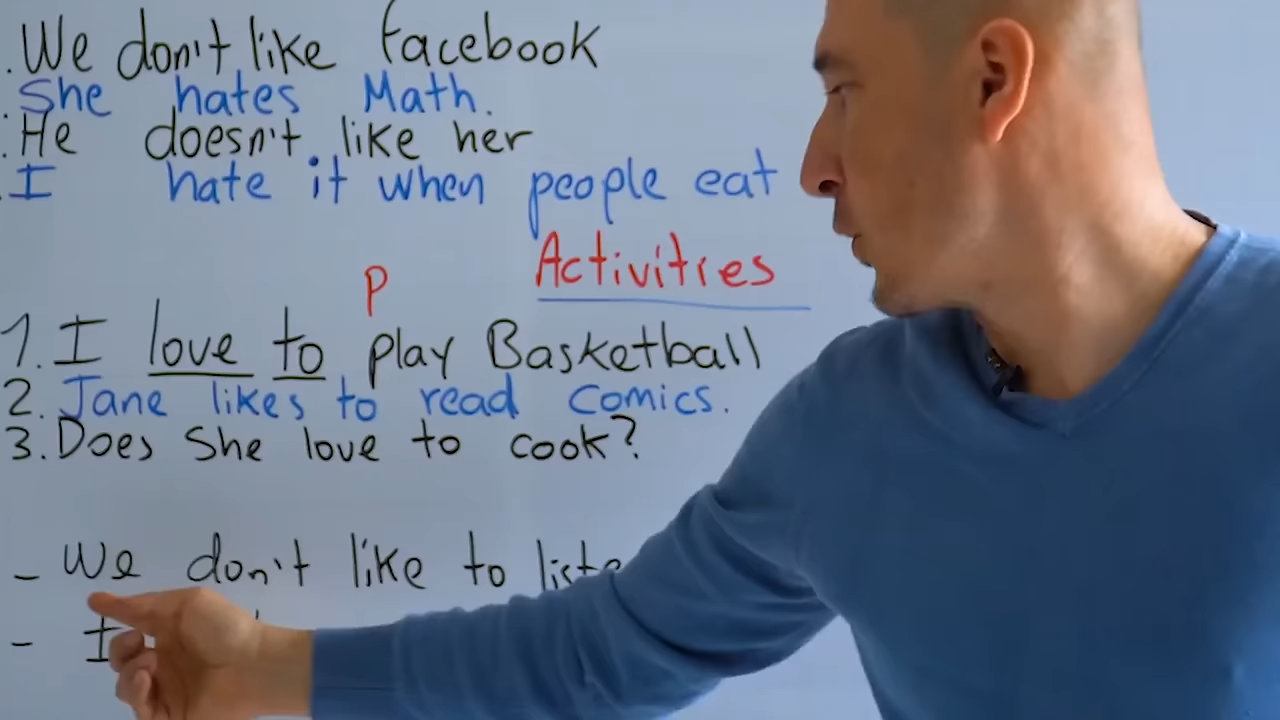 .We don't like facebook
.She hates Math.
.He doesn't like her
.I hate it when people eat
Activities
P
1. I love to play Basketball
2. Jane likes to read comics.
3. Does She love to cook?
- We don't like to liste
- I